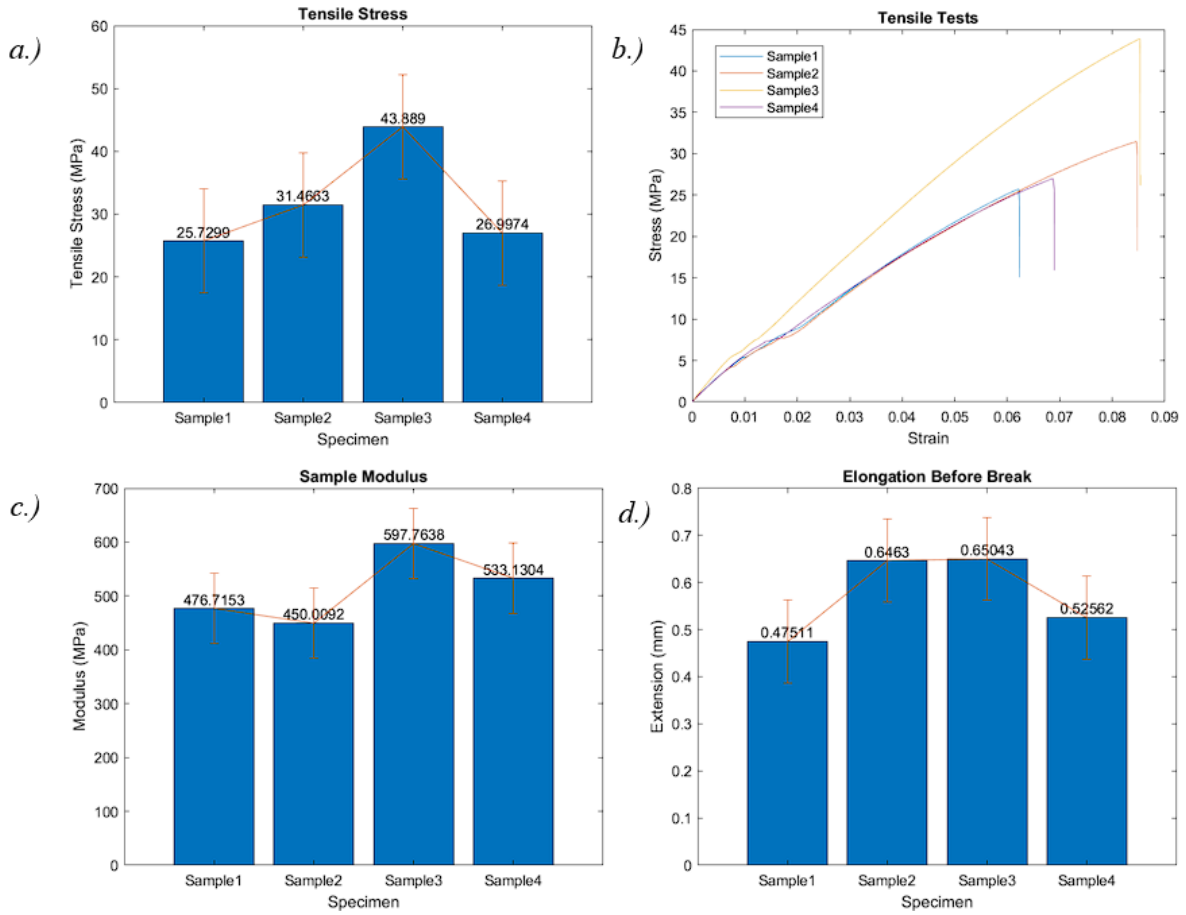 a.)
Tensile Stress
Tensile Stress (MPa)
60
50
40
30
20
10
0
25.7299
31.4663
43.889
26.9974
Sample1
Sample2
Sample3
Sample4
Specimen
b.)
Tensile Tests
Stress (MPa)
45
40
35
30
25
20
15
10
5
0
Sample1
Sample2
Sample3
Sample4
0
0.01
0.02
0.03
0.04
0.05
0.06
0.07
0.08
0.09
Strain
c.)
Sample Modulus
Modulus (MPa)
700
600
500
400
300
200
100
0
476.7153
450.0092
597.7638
533.1304
Sample1
Sample2
Sample3
Sample4
Specimen
d.)
Elongation Before Break
Extension (mm)
0.8
0.7
0.6
0.5
0.4
0.3
0.2
0.1
0
0.47511
0.6463
0.65043
0.52562
Sample1
Sample2
Sample3
Sample4
Specimen